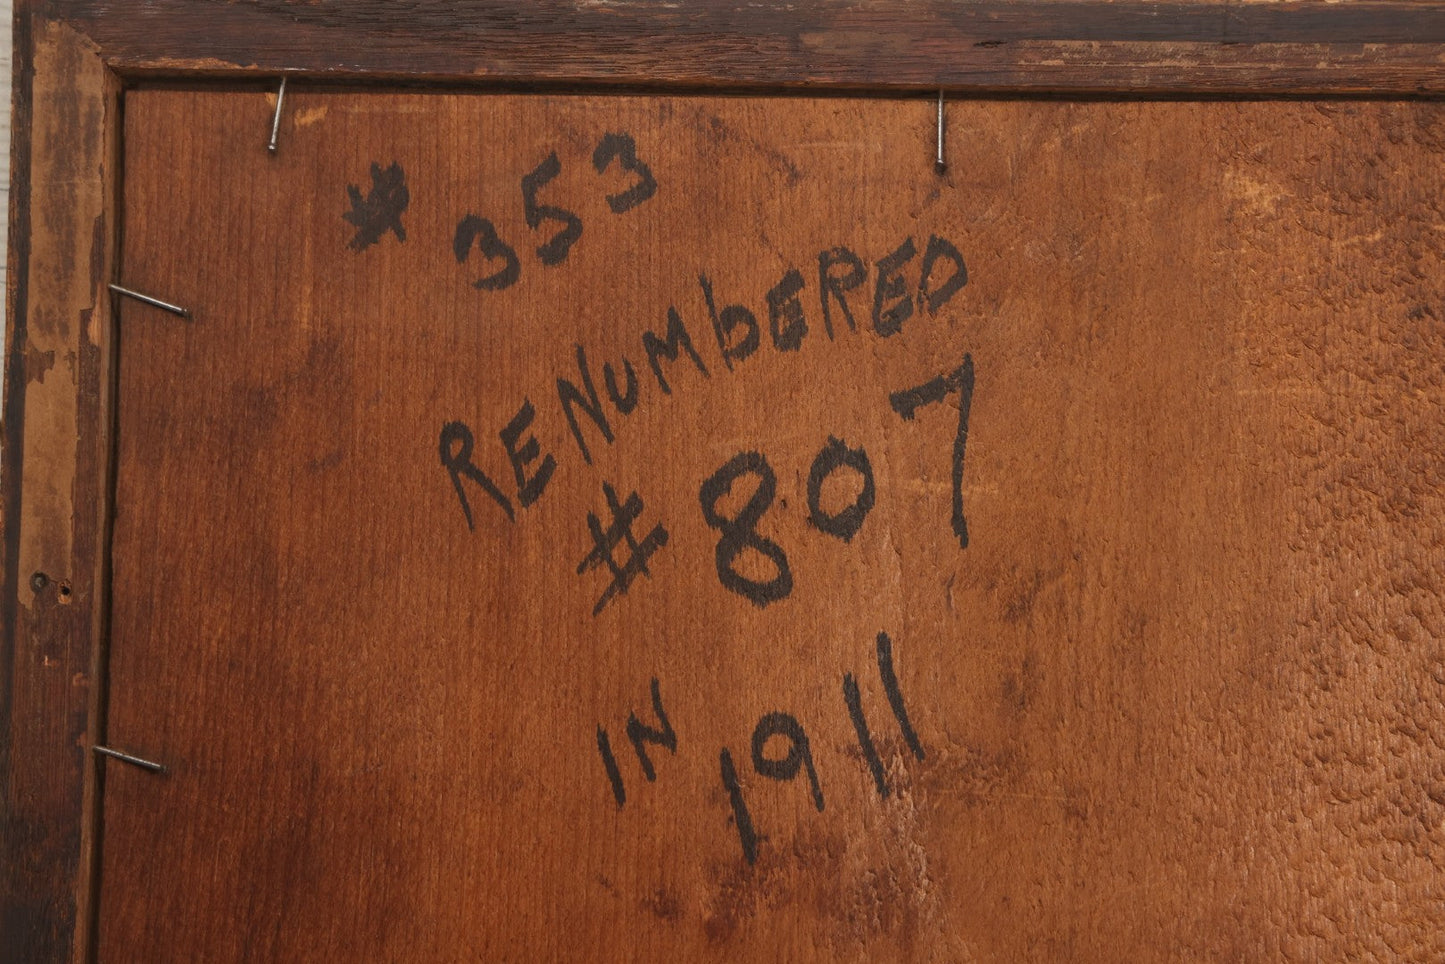 # 353
RENUMbERED
# 807
IN 1911